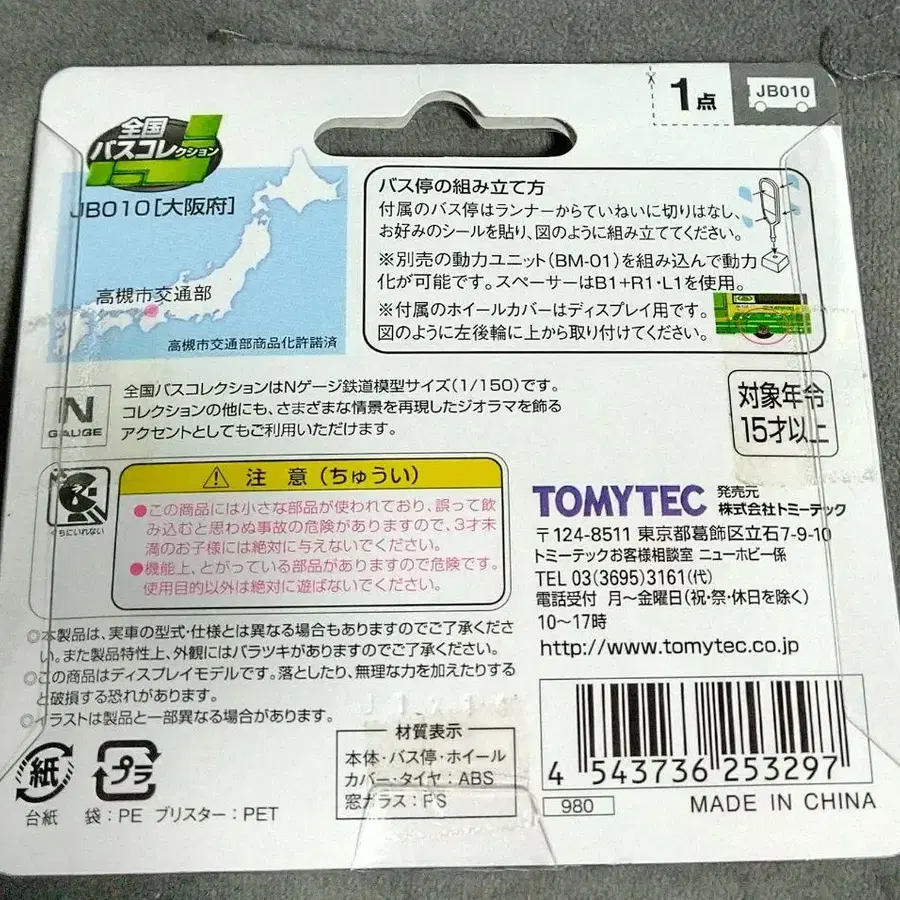 1点
JB010
全国
バスコレクション
JB010[大阪府]
高槻市交通部
高槻市交通部商品化許諾済
バス停の組み立て方
付属のバス停はランナーからていねいに切りはなし、
お好みのシールを貼り、図のように組み立ててください。
※別売の動力ユニット(BM-01)を組み込んで動力
化が可能です。スペーサーはB1+R1・L1を使用。
※付属のホイールカバーはディスプレイ用です。
図のように左後輪に上から取り付けてください。
N
GAUGE
全国バスコレクションはNゲージ鉄道模型サイズ(1/150)です。
コレクションの他にも、さまざまな情景を再現したジオラマを飾る
アクセントとしてもご利用いただけます。
対象年令
15才以上
くちにいれない
注 意(ちゅうい)
●この商品には小さな部品が使われており、誤って飲
み込むと思わぬ事故の危険がありますので、3才未
満のお子様には絶対に与えないでください。
●機能上、とがっている部品がありますので危険です。
使用目的以外は絶対に遊ばないでください。
TOMYTEC
発売元
株式会社トミーテック
〒124-8511 東京都葛飾区立石7-9-10
トミーテックお客様相談室 ニューホビー係
TEL 03(3695)3161(代)
電話受付 月~金曜日(祝・祭・休日を除く)
10~17時
http://www.tomytec.co.jp
◎本製品は、実車の型式・仕様とは異なる場合もありますのでご了承くださ
い。また製品特性上、外観にはバラツキがありますのでご了承ください。
◎この商品はディスプレイモデルです。落としたり、無理な力を加えたりする
と破損する恐れがあります。
◎イラストは製品と一部異なる場合があります。
紙
台紙
プラ
袋:PE ブリスター:PET
材質表示
本体・バス停・ホイール
カバー・タイヤ:ABS
窓ガラス:PS
4 543736 253297
980
MADE IN CHINA